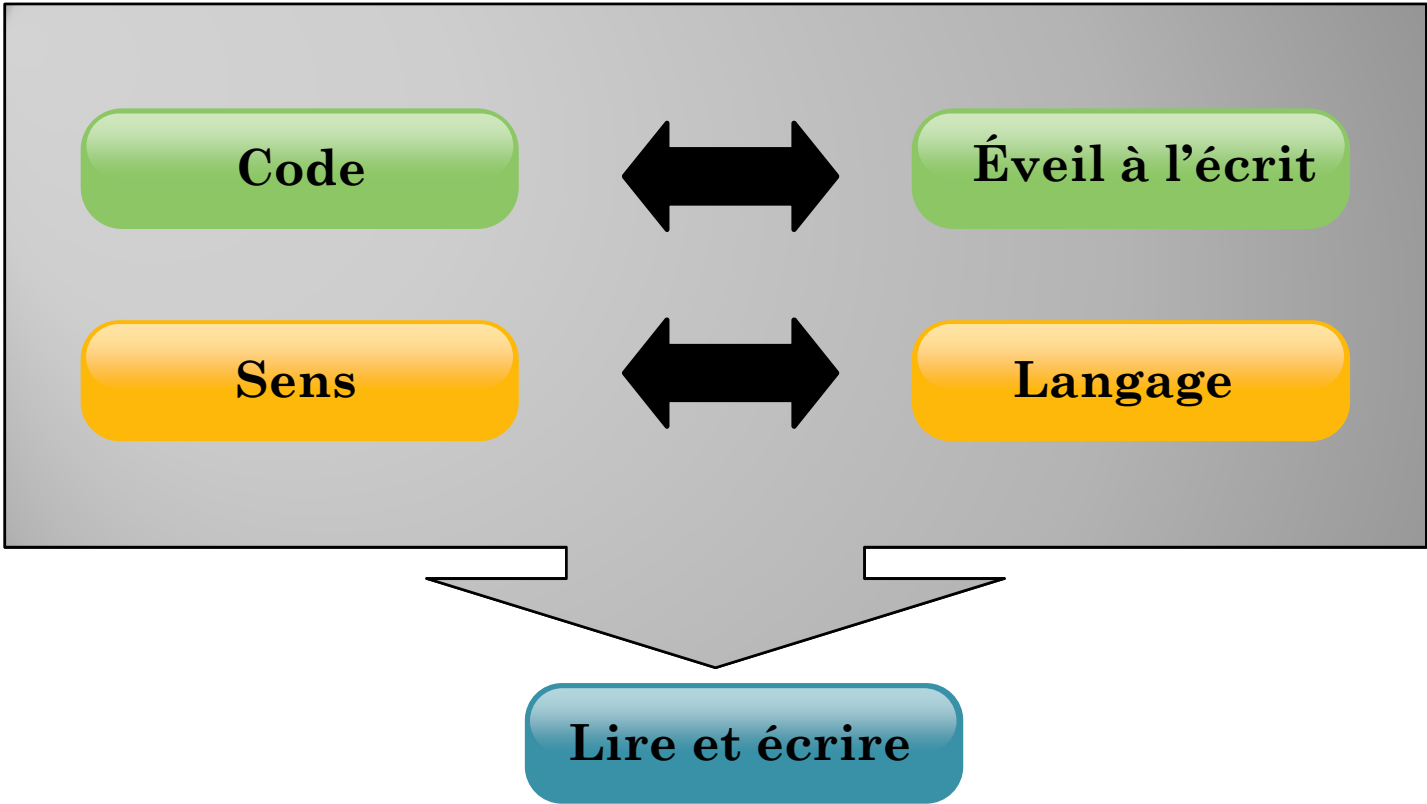 Code
Éveil à l’écrit
Sens
Langage
Lire et écrire